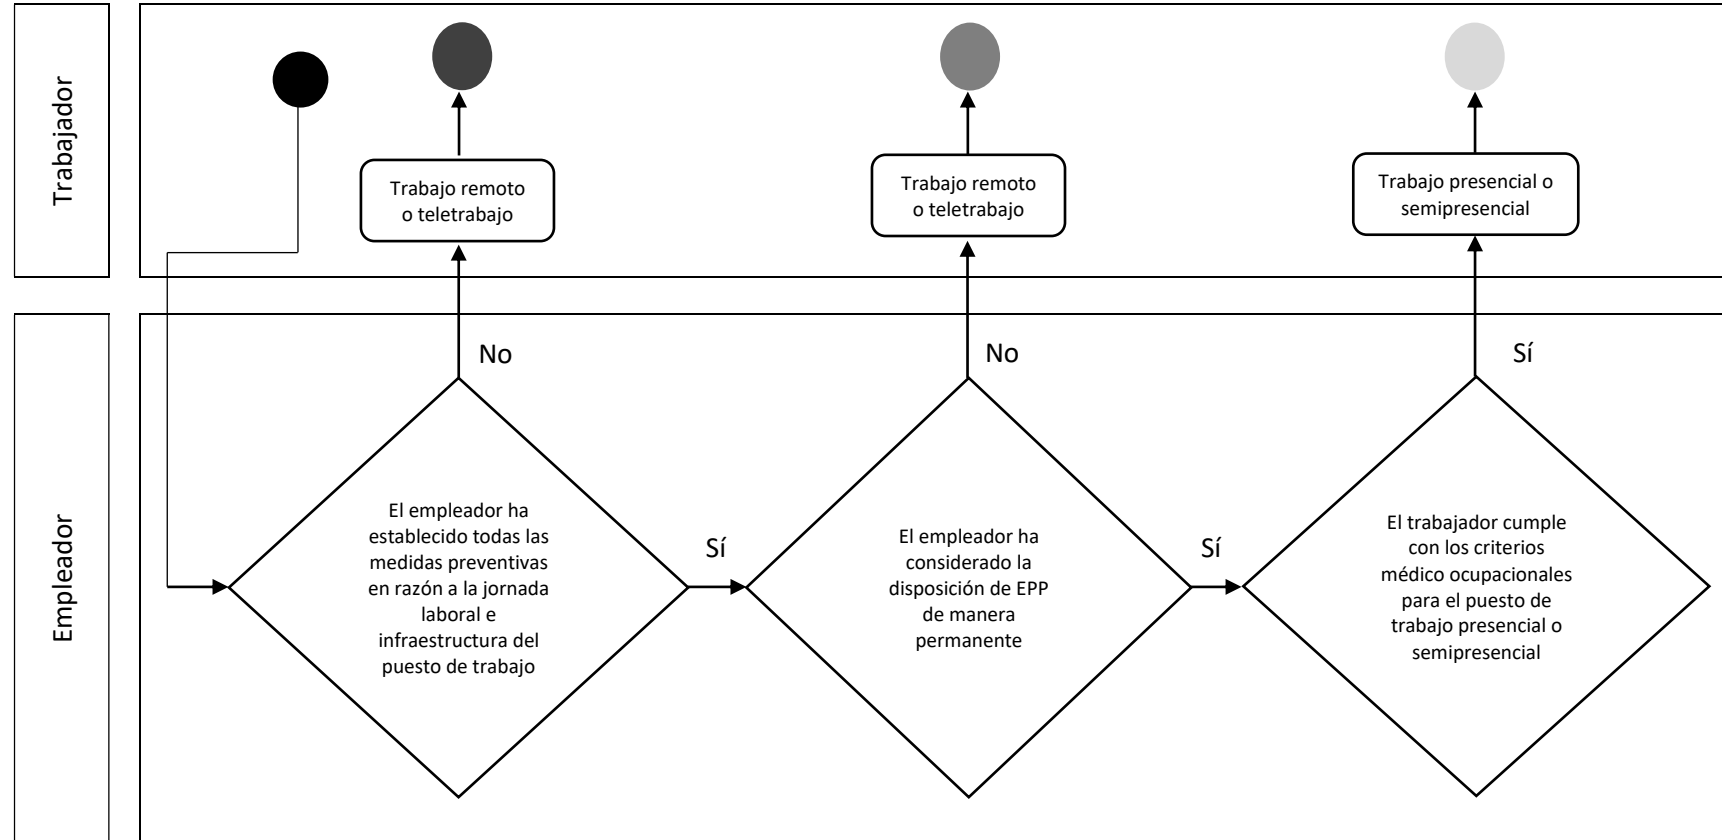 Trabajador
Trabajo remoto
o teletrabajo
Trabajo remoto
o teletrabajo
Trabajo presencial o
semipresencial
Empleador
No
No
Sí
El empleador ha
establecido todas las
medidas preventivas
en razón a la jornada
laboral e
infraestructura del
puesto de trabajo
Sí
El empleador ha
considerado la
disposición de EPP
de manera
permanente
Sí
El trabajador cumple
con los criterios
médico ocupacionales
para el puesto de
trabajo presencial o
semipresencial